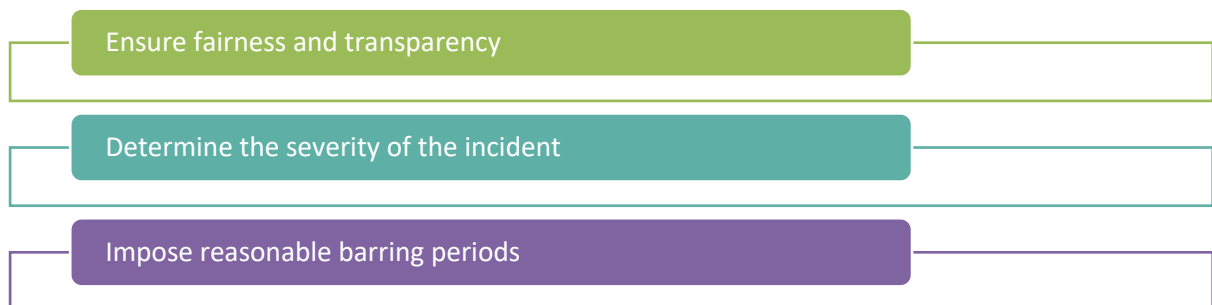 Ensure fairness and transparency
Determine the severity of the incident
Impose reasonable barring periods